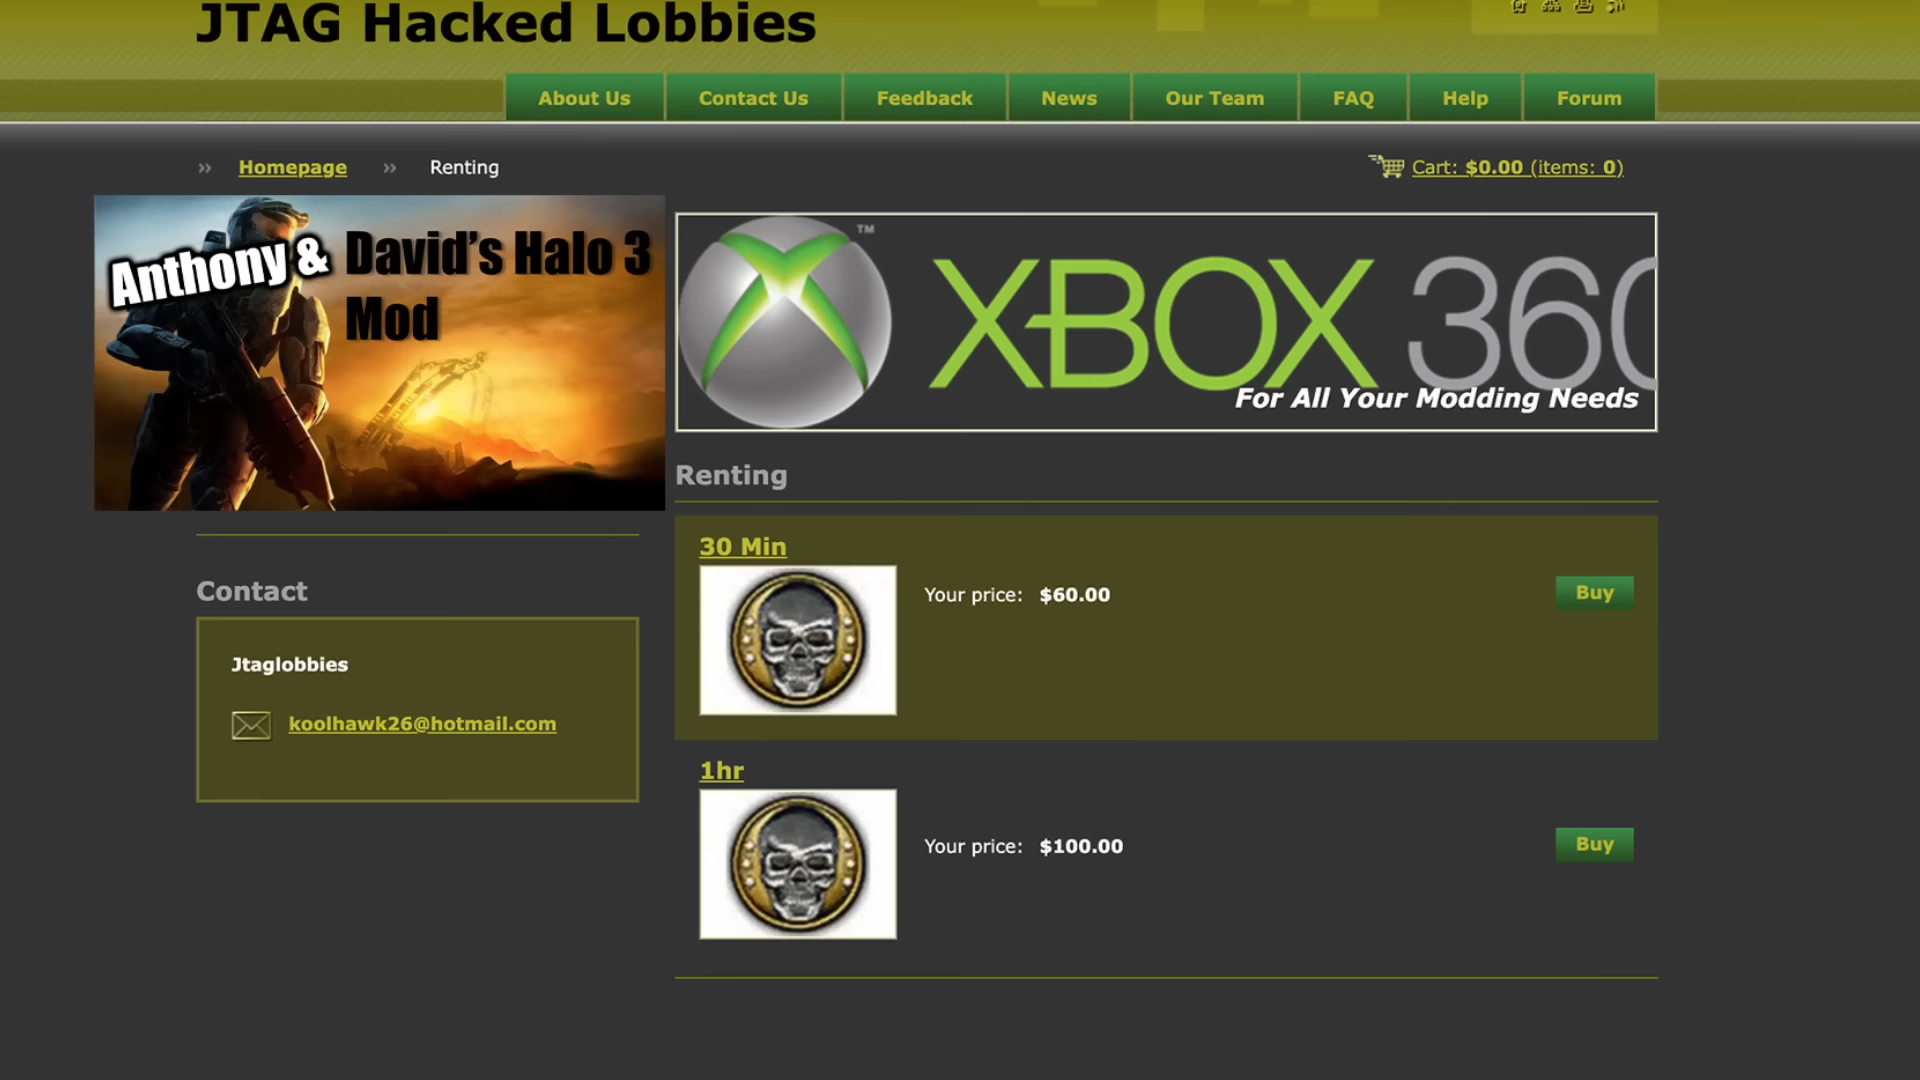 JTAG Hacked Lobbies
About Us
Contact Us
Feedback
News
Our Team
FAQ
Help
Forum
›› Homepage ›› Renting
Cart: $0.00 (items: 0)
Anthony & David's Halo 3
Mod
XBOX 360
TM
For All Your Modding Needs
Contact
Jtaglobbies
koolhawk26@hotmail.com
Renting
30 Min
Your price: $60.00
Buy
1hr
Your price: $100.00
Buy